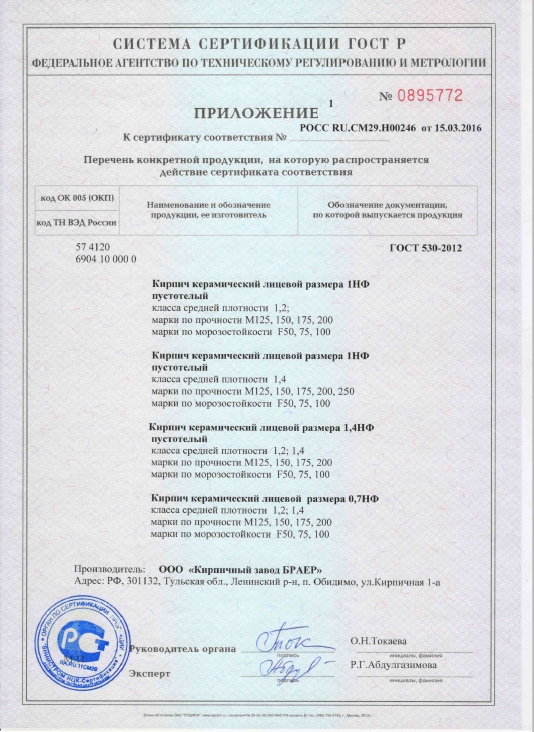 СИСТЕМА СЕРТИФИКАЦИИ ГОСТ Р
ФЕДЕРАЛЬНОЕ АГЕНТСТВО ПО ТЕХНИЧЕСКОМУ РЕГУЛИРОВАНИЮ И МЕТРОЛОГИИ
№ 0895772
1
ПРИЛОЖЕНИЕ
К сертификату соответствия № РОСС RU.СМ29.Н00246 от 15.03.2016
Перечень конкретной продукции, на которую распространяется
действие сертификата соответствия
код ОК 005 (ОКП)
код ТН ВЭД России
Наименование и обозначение
продукции, ее изготовитель
Обозначение документации,
по которой выпускается продукция
57 4120
6904 10 000 0
ГОСТ 530-2012
Кирпич керамический лицевой размера 1НФ
пустотелый
класса средней плотности 1,2;
марки по прочности М125, 150, 175, 200
марки по морозостойкости F50, 75, 100
Кирпич керамический лицевой размера 1НФ
пустотелый
класса средней плотности 1,4
марки по прочности М125, 150, 175, 200, 250
марки по морозостойкости F50, 75, 100
Кирпич керамический лицевой размера 1,4НФ
пустотелый
класса средней плотности 1,2; 1,4
марки по прочности М125, 150, 175, 200
марки по морозостойкости F50, 75, 100
Кирпич керамический лицевой размера 0,7НФ
класса средней плотности 1,2; 1,4
марки по прочности М125, 150, 175, 200
марки по морозостойкости F50, 75, 100
Производитель: ООО «Кирпичный завод БРАЕР»
Адрес: РФ, 301132, Тульская обл., Ленинский р-н, п. Обидимо, ул.Кирпичная 1-а
Руководитель органа
подпись
О.Н.Токаева
инициалы, фамилия
Эксперт
подпись
Р.Г.Абдулгазимова
инициалы, фамилия